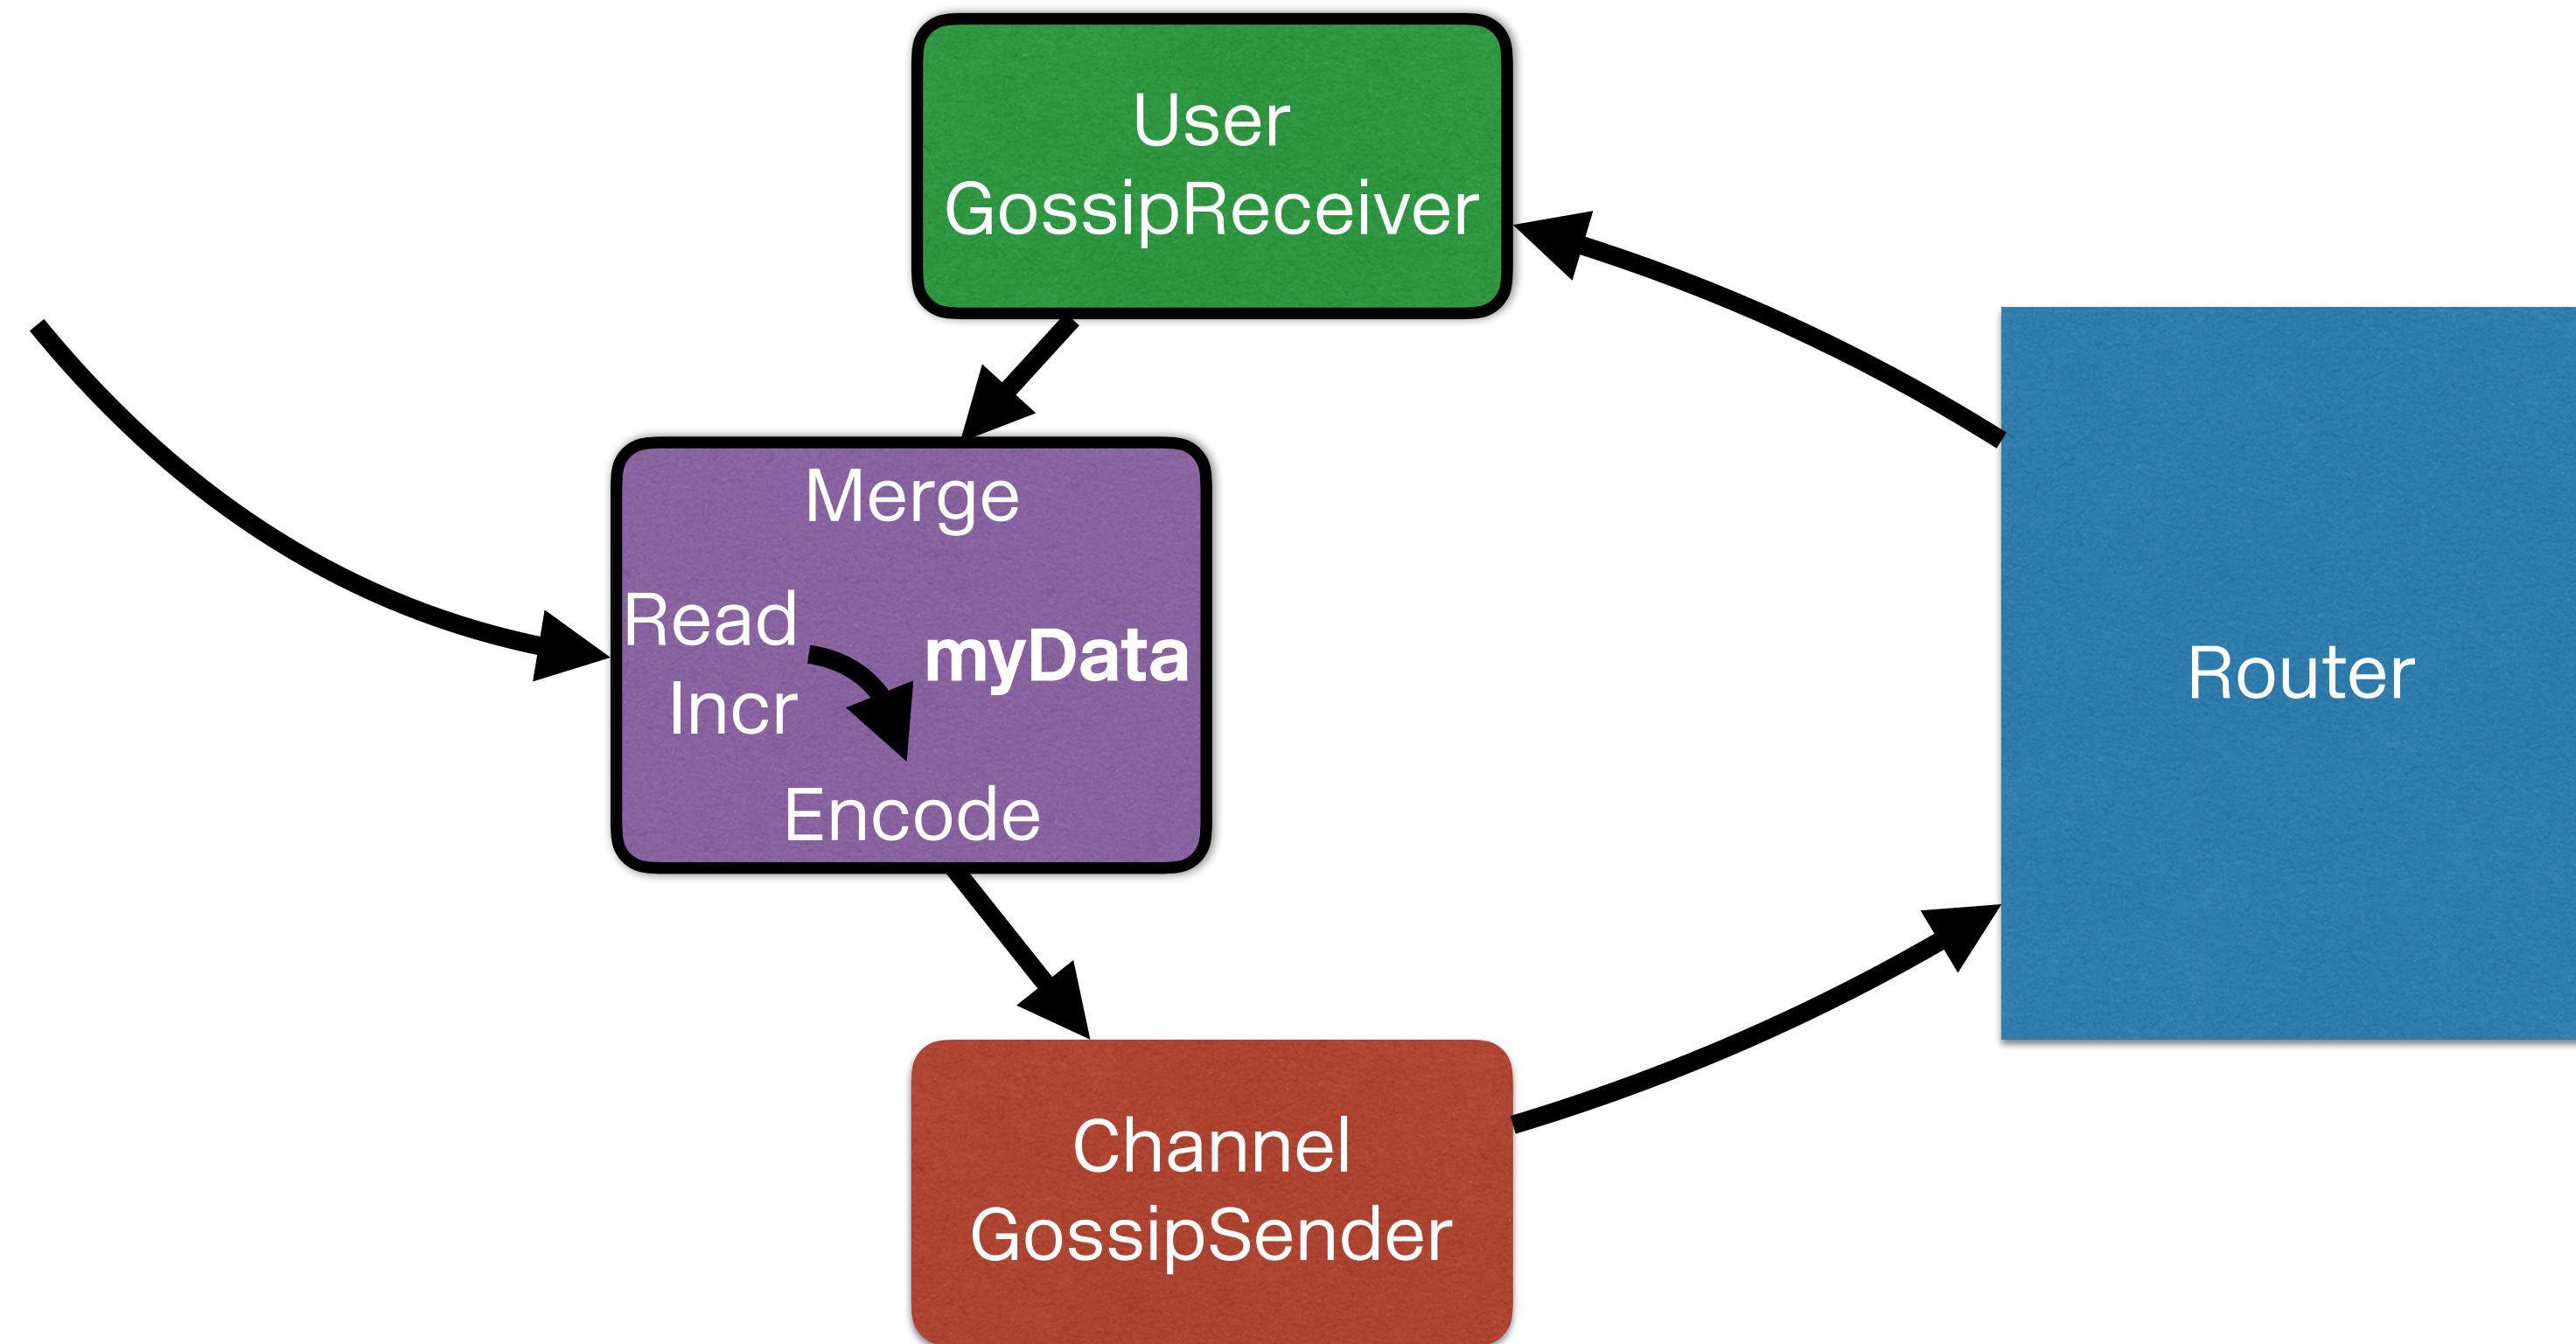 User
GossipReceiver
Merge
Read
Incr
myData
Encode
Router
Channel
GossipSender